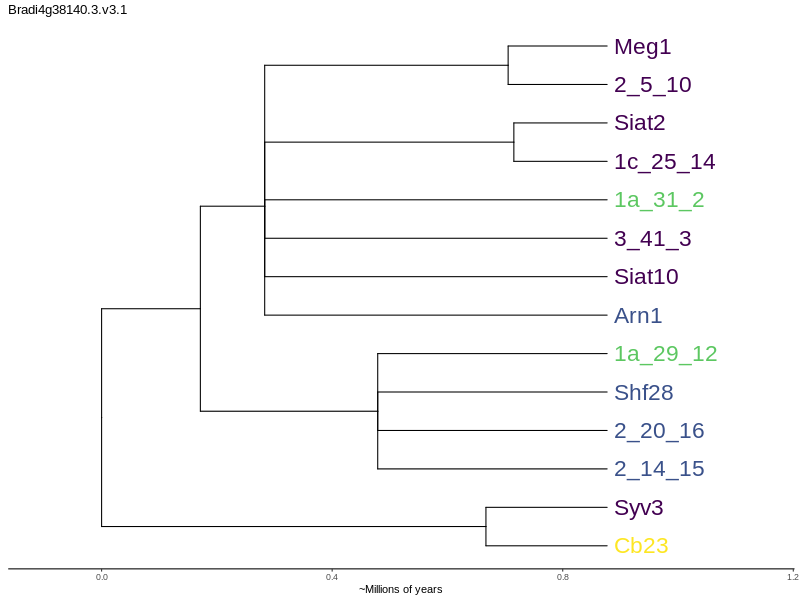 Bradi4g38140.3.v3.1
Meg1
2_5_10
Siat2
1c_25_14
1a_31_2
3_41_3
Siat10
Arn1
1a_29_12
Shf28
2_20_16
2_14_15
Syv3
Cb23
0.0 0.4 0.8 1.2
~Millions of years